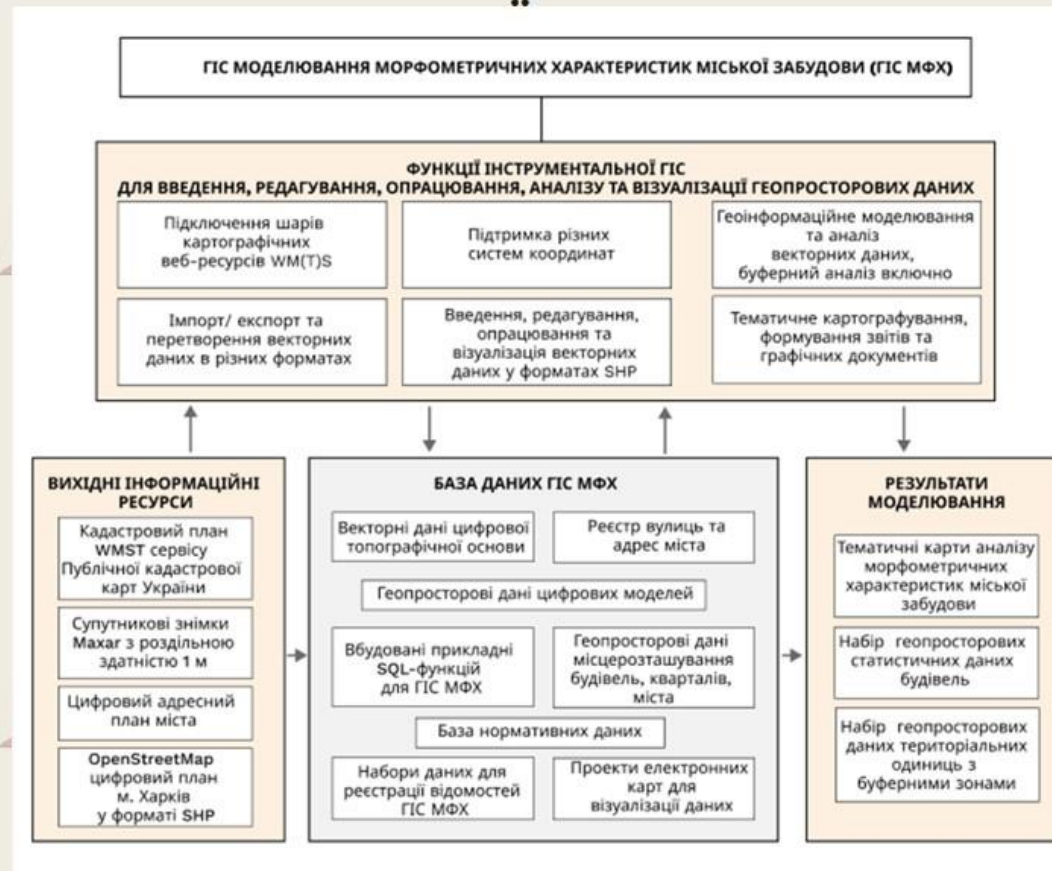 ГІС МОДЕЛЮВАННЯ МОРФОМЕТРИЧНИХ ХАРАКТЕРИСТИК МІСЬКОЇ ЗАБУДОВИ (ГІС МФХ)
ФУНКЦІЇ ІНСТРУМЕНТАЛЬНОЇ ГІС
ДЛЯ ВВЕДЕННЯ, РЕДАГУВАННЯ, ОПРАЦЮВАННЯ, АНАЛІЗУ ТА ВІЗУАЛІЗАЦІЇ ГЕОПРОСТОРОВИХ ДАНИХ
Підключення шарів
картографічних
веб-ресурсів WM(T)S
Підтримка різних
систем координат
Геоінформаційне моделювання
та аналіз
векторних даних,
буферний аналіз включно
Імпорт/ експорт та
перетворення векторних
даних в різних форматах
Введення, редагування,
опрацювання та
візуалізація векторних
даних у форматах SHP
Тематичне картографування,
формування звітів та
графічних документів
ВИХІДНІ ІНФОРМАЦІЙНІ
РЕСУРСИ
Кадастровий план
WMST сервісу
Публічної кадастрової
карт України
Супутникові знімки
Maxar з роздільною
здатністю 1 м
Цифровий адресний
план міста
OpenStreetMap
цифровий план
м. Харків
у форматі SHP
БАЗА ДАНИХ ГІС МФХ
Векторні дані цифрової
топографічної основи
Реєстр вулиць та
адрес міста
Геопросторові дані цифрових моделей
Вбудовані прикладні
SQL-функцій
для ГІС МФХ
Геопросторові дані
місцерозташування
будівель, кварталів,
міста
База нормативних даних
Набори даних для
реєстрації відомостей
ГІС МФХ
Проекти електронних
карт для
візуалізації даних
РЕЗУЛЬТАТИ
МОДЕЛЮВАННЯ
Тематичні карти аналізу
морфометричних
характеристик міської
забудови
Набір геопросторових
статистичних даних
будівель
Набір геопросторових
даних територіальних
одиниць з
буферними зонами